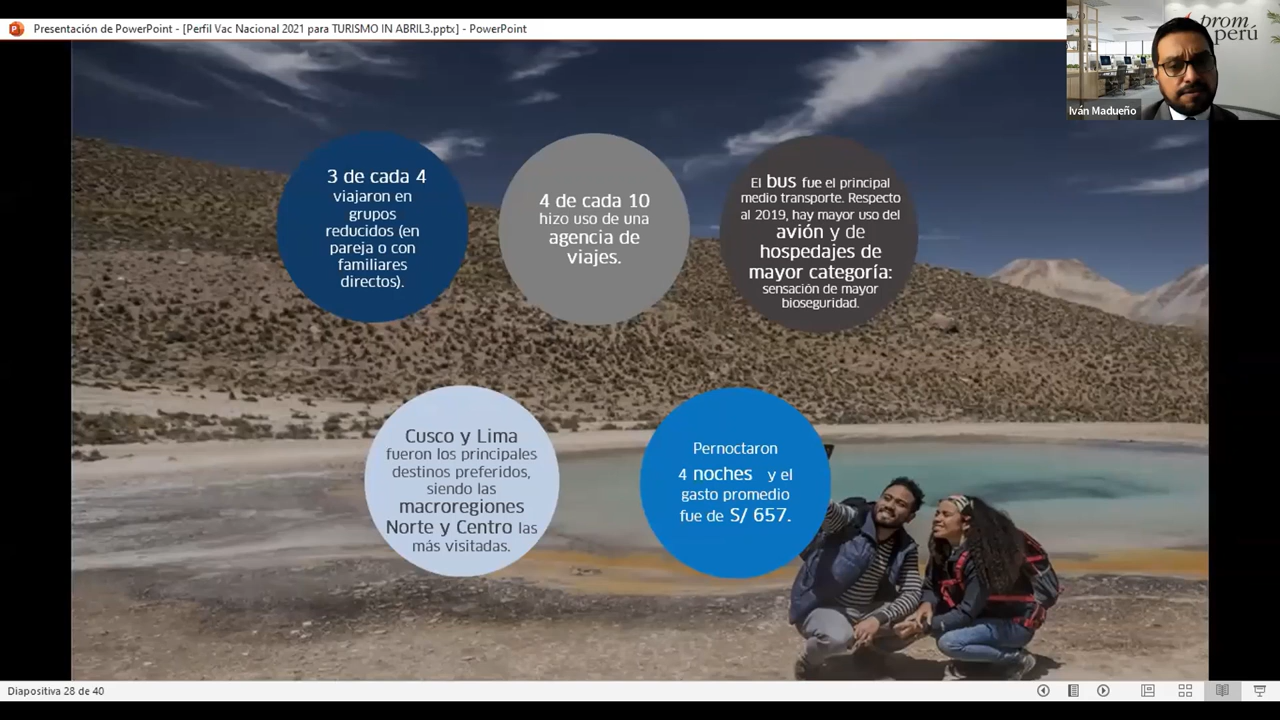 Presentación de PowerPoint - [Perfil Vac Nacional 2021 para TURISMO IN ABRIL3.pptx] - PowerPoint
prom
perú
Iván Madueño
3 de cada 4
viajaron en
grupos
reducidos (en
pareja o con
familiares
directos).
4 de cada 10
hizo uso de una
agencia de
viajes.
El bus fue el principal
medio transporte. Respecto
al 2019, hay mayor uso del
avión y de
hospedajes de
mayor categoría:
sensación de mayor
bioseguridad.
Cusco y Lima
fueron los principales
destinos preferidos,
siendo las
macroregiones
Norte y Centro las
más visitadas.
Pernoctaron
4 noches y el
gasto promedio
fue de S/ 657.
Diapositiva 28 de 40